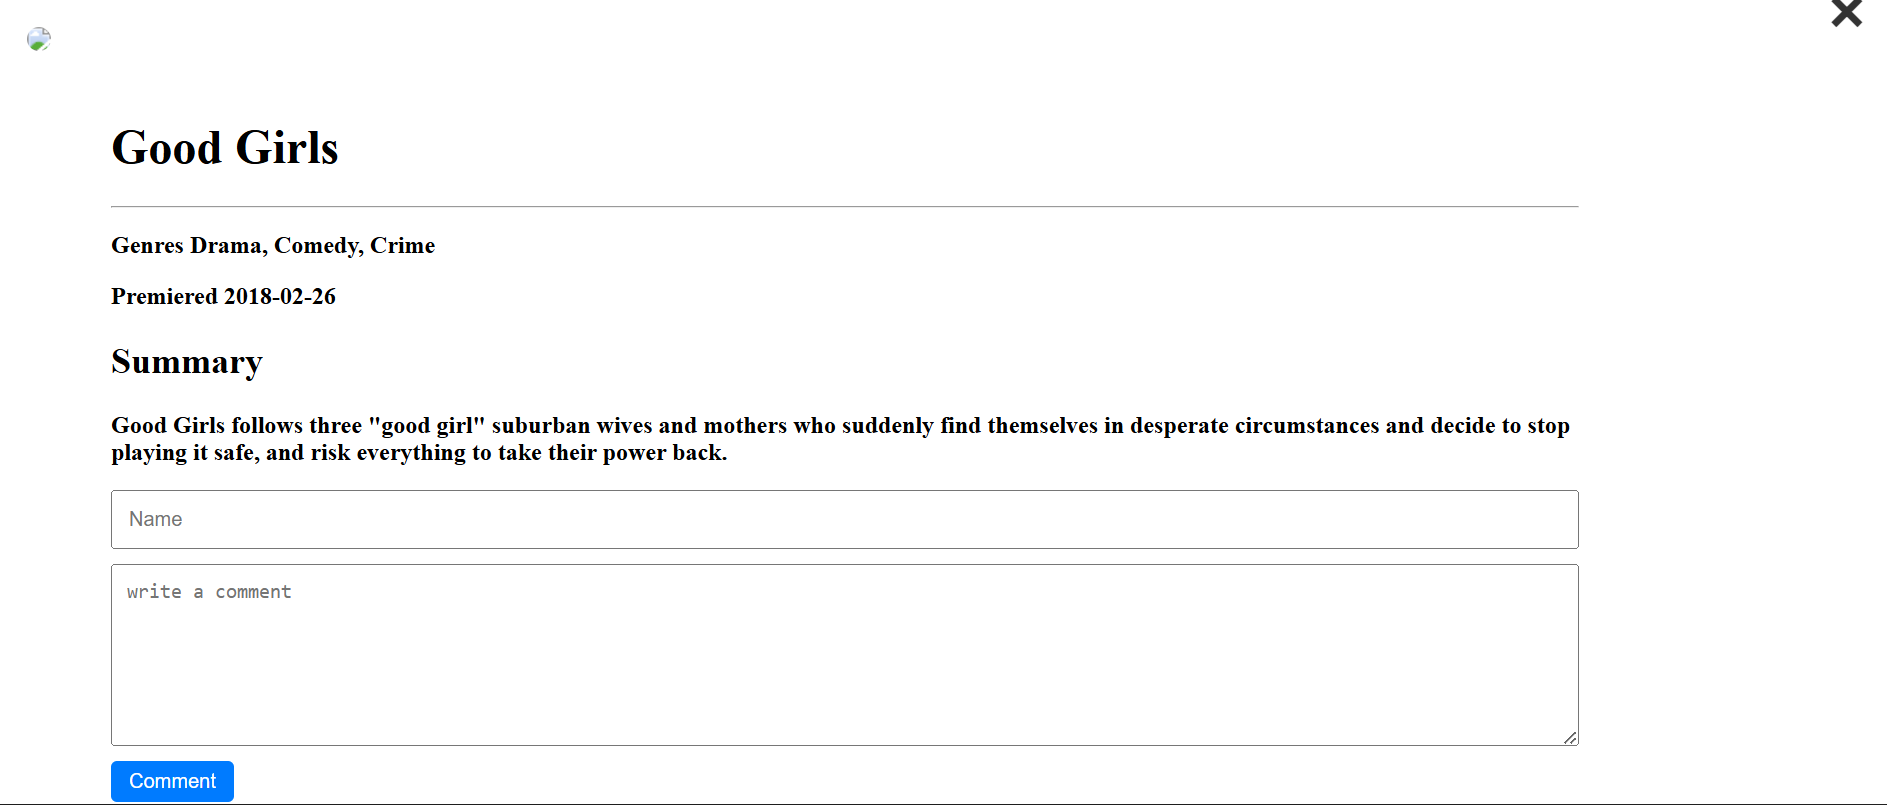 Good Girls
Genres Drama, Comedy, Crime
Premiered 2018-02-26
Summary
Good Girls follows three "good girl" suburban wives and mothers who suddenly find themselves in desperate circumstances and decide to stop
playing it safe, and risk everything to take their power back.
Name
write a comment
Comment